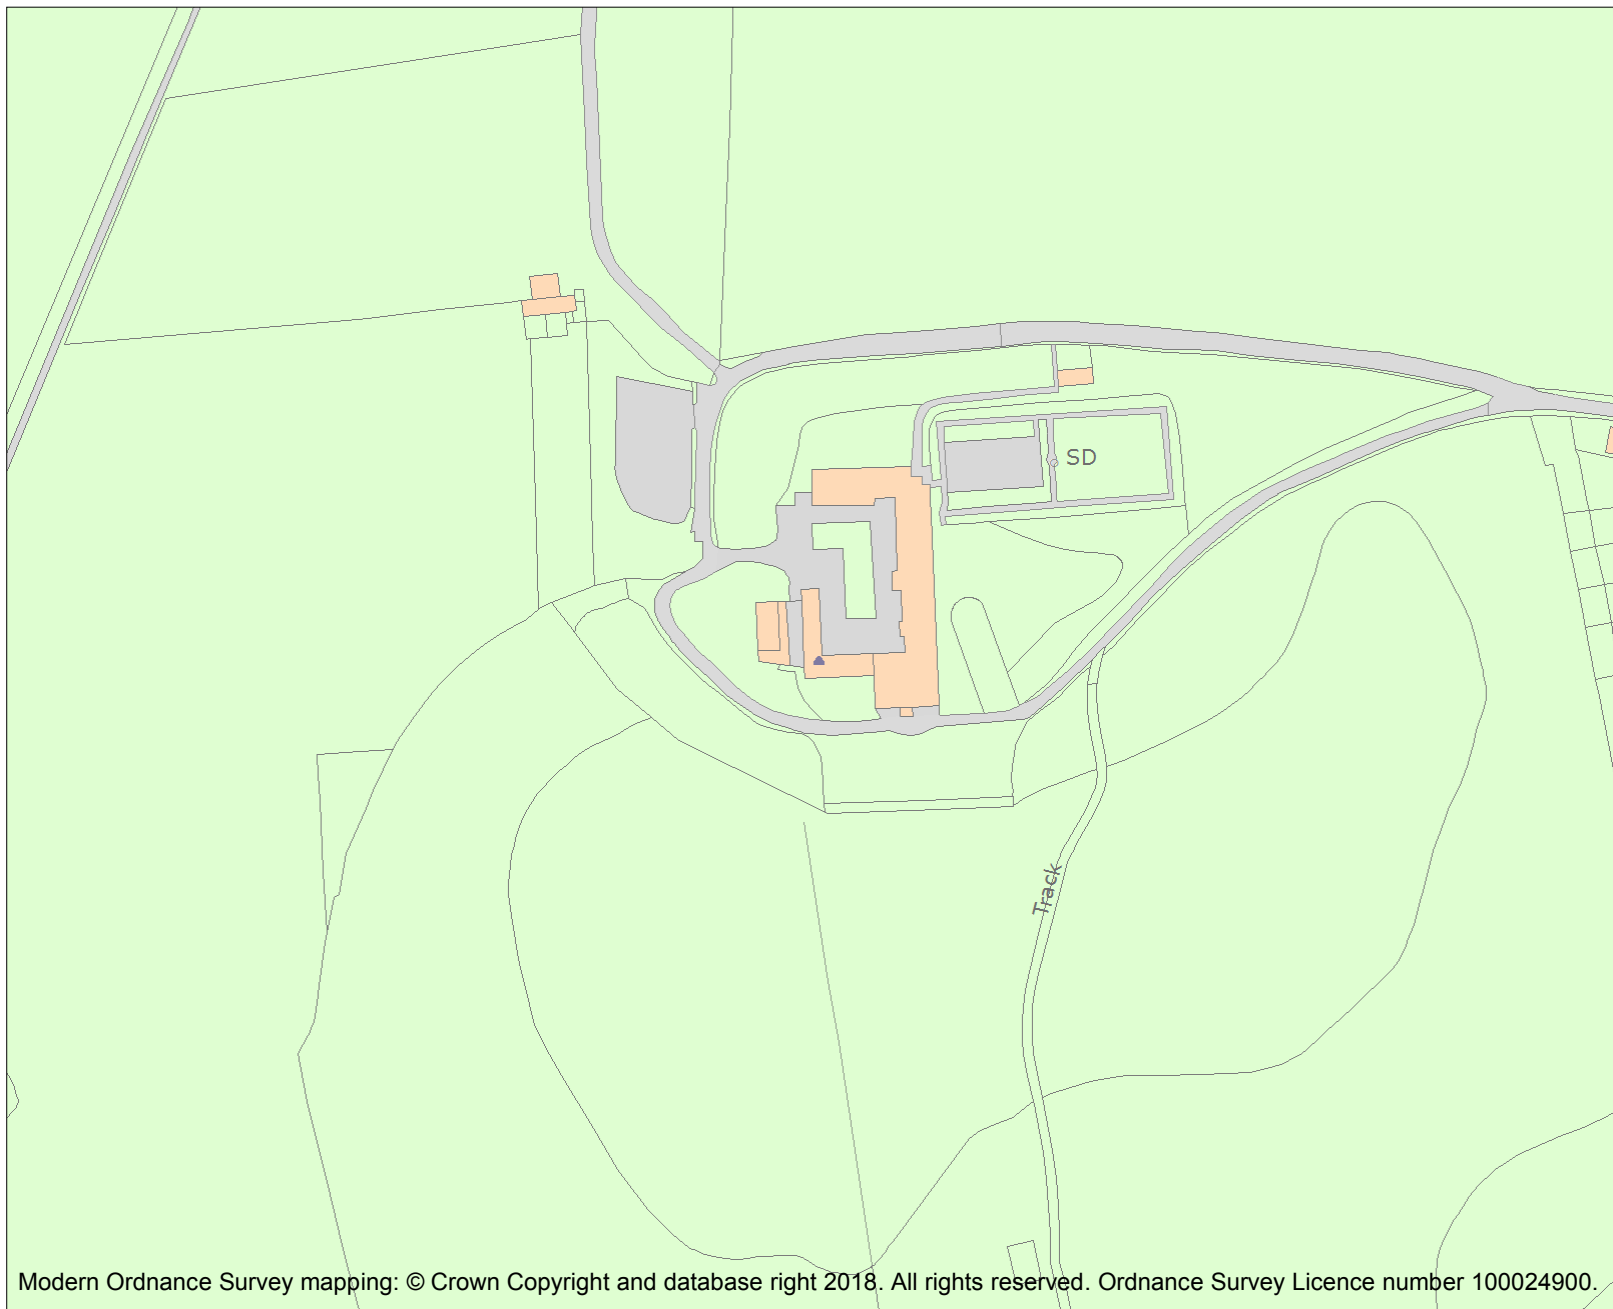 SD
Track
Modern Ordnance Survey mapping: © Crown Copyright and database right 2018. All rights reserved. Ordnance Survey Licence number 100024900.